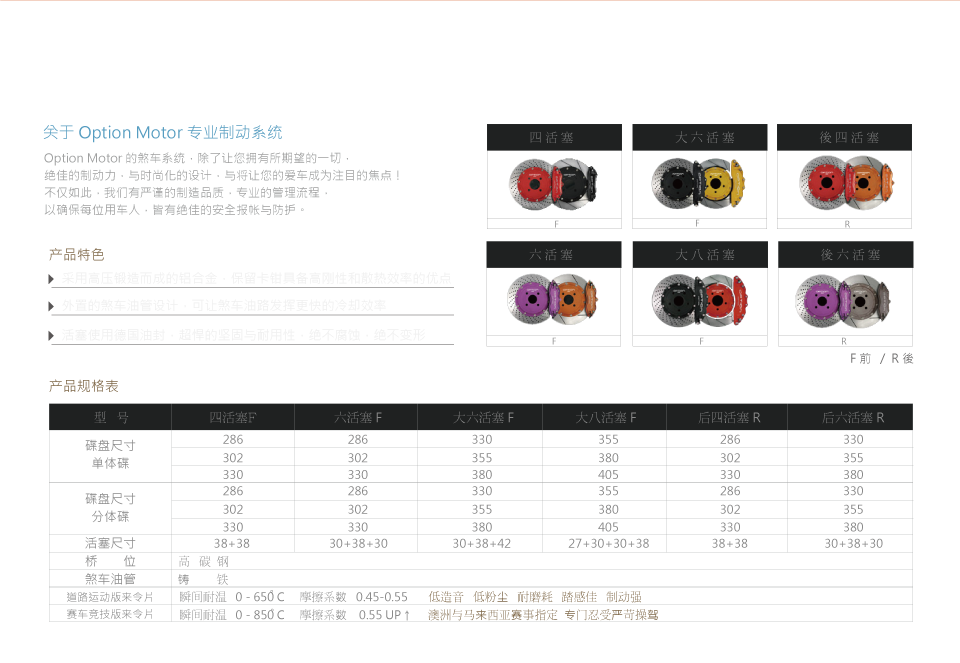 关于 Option Motor 专业制动系统
Option Motor 的煞车系统，除了让您拥有所期望的一切，
绝佳的制动力，与时尚化的设计，与将让您的爱车成为注目的焦点！
不仅如此，我们有严谨的制造品质，专业的管理流程，
以确保每位用车人，皆有绝佳的安全报帐与防护。
产品特色
采用高压锻造而成的铝合金，保留卡钳具备高刚性和散热效率的优点
外置的煞车油管设计，可让煞车油路发挥更快的冷却效率
活塞使用德国油封，超悍的坚固与耐用性，绝不腐蚀，绝不变形
四活塞
F
大六活塞
F
後四活塞
R
六活塞
F
大八活塞
F
後六活塞
R
F 前 / R 後
产品规格表
型 号 四活塞F 六活塞 F 大六活塞 F 大八活塞 F 后四活塞 R 后六活塞 R
碟盘尺寸 单体碟
286 286 330 355 286 330
302 302 355 380 302 355
330 330 380 405 330 380
碟盘尺寸 分体碟
286 286 330 355 286 330
302 302 355 380 302 355
330 330 380 405 330 380
活塞尺寸 38+38 30+38+30 30+38+42 27+30+30+38 38+38 30+38+30
桥 位 高 碳 钢
煞车油管 铸 铁
道路运动版来令片 瞬间耐温 0 - 650°C 摩擦系数 0.45-0.55 低造音 低粉尘 耐磨耗 踏感佳 制动强
赛车竞技版来令片 瞬间耐温 0 - 850°C 摩擦系数 0.55 UP↑ 澳洲与马来西亚赛事指定 专门忍受严苛操驾